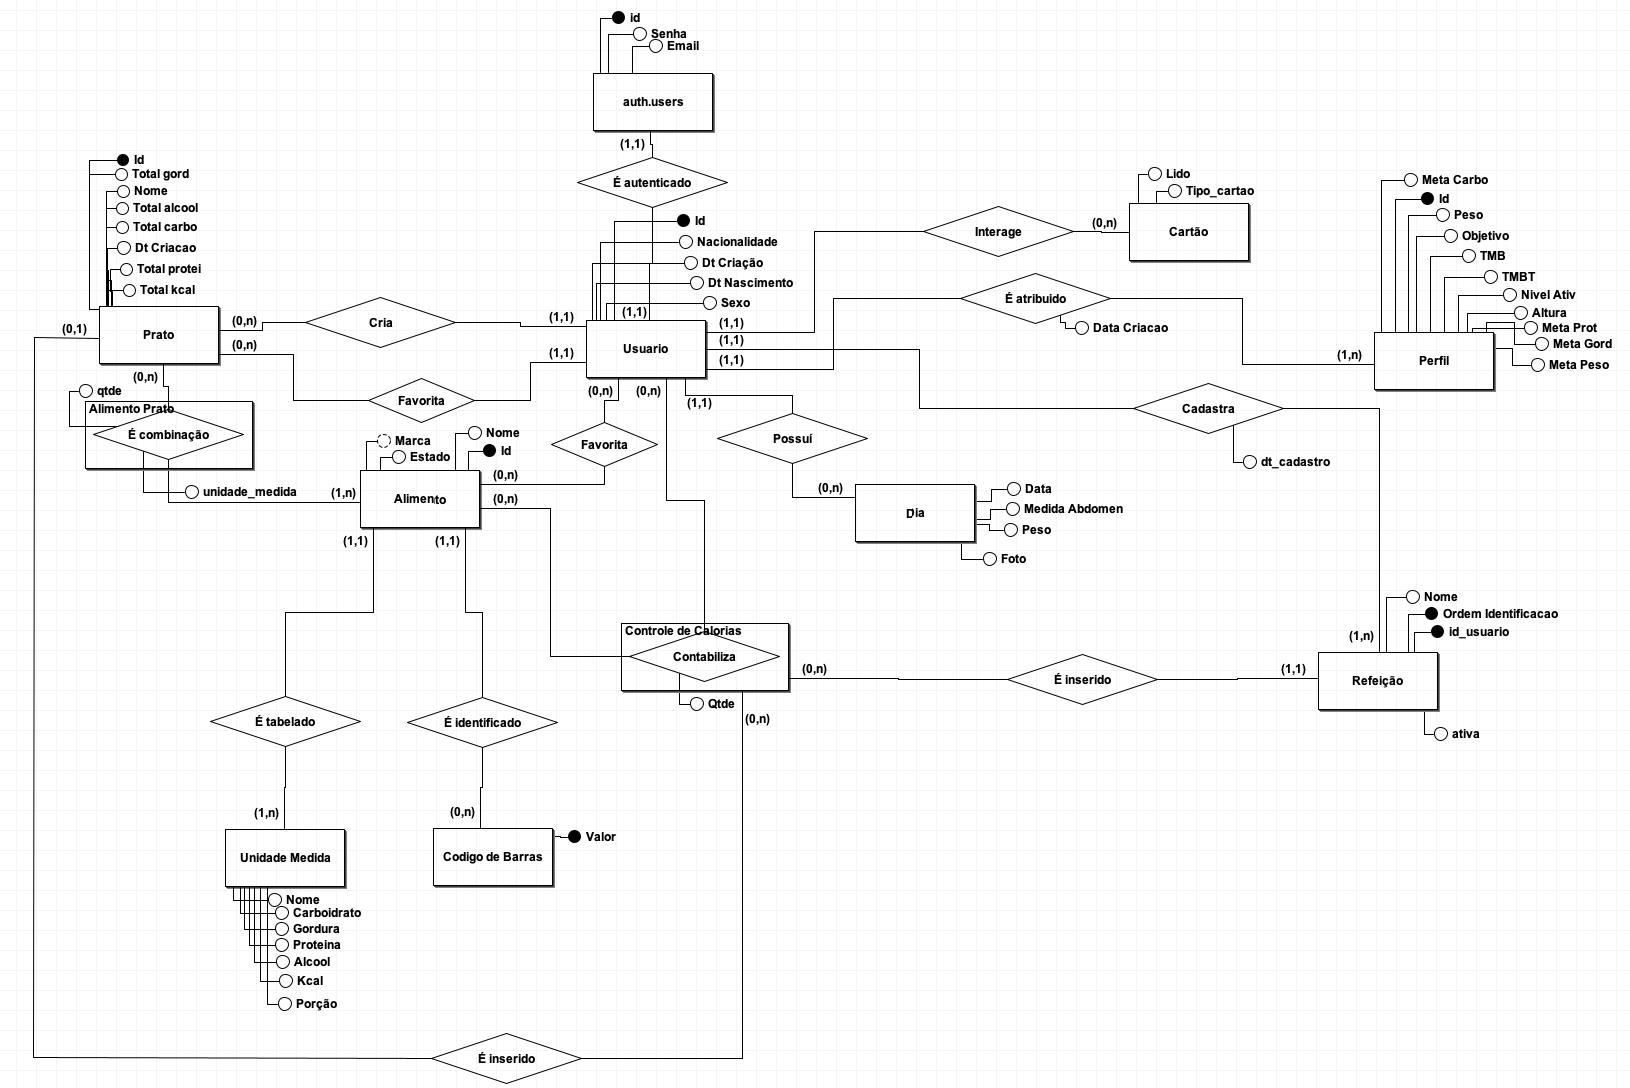 id
Senha
Email
auth.users
(1,1)
É autenticado
Id
Nacionalidade
Dt Criação
Dt Nascimento
Sexo
(1,1)
Usuario
Id
Total gord
Nome
Total alcool
Total carbo
Dt Criacao
Total protei
Total kcal
(0,1)
Prato
(0,n)
Cria
(1,1)
(0,n)
Favorita
(1,1)
(0,n)
qtde
Alimento Prato
É combinação
unidade_medida
(1,n)
Marca
Estado
Nome
Id
Alimento
(0,n)
(0,n)
Favorita
(0,n)
(0,n)
(1,1)
Possuí
(0,n)
Dia
Data
Medida Abdomen
Peso
Foto
(1,1)
(1,1)
(1,1)
Interage
(0,n)
Lido
Tipo_cartao
Cartão
É atribuido
Data Criacao
(1,n)
Meta Carbo
Id
Peso
Objetivo
TMB
TMBT
Nivel Ativ
Altura
Meta Prot
Meta Gord
Meta Peso
Perfil
Cadastra
dt_cadastro
(1,n)
Nome
Ordem Identificacao
id_usuario
Refeição
ativa
(1,1)
É inserido
(0,n)
Controle de Calorias
Contabiliza
Qtde
(0,n)
(1,1)
(1,1)
É tabelado
É identificado
(1,n)
(0,n)
Unidade Medida
Codigo de Barras
Valor
Nome
Carboidrato
Gordura
Proteina
Alcool
Kcal
Porção
É inserido